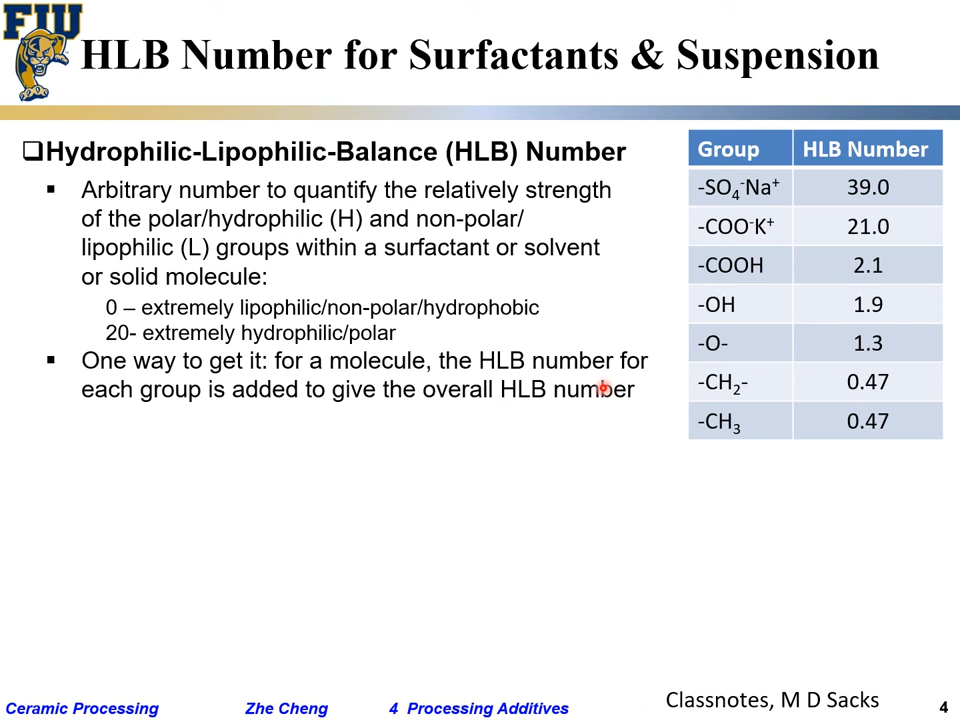 FIU
HLB Number for Surfactants & Suspension
❑Hydrophilic-Lipophilic-Balance (HLB) Number
▪ Arbitrary number to quantify the relatively strength
of the polar/hydrophilic (H) and non-polar/
lipophilic (L) groups within a surfactant or solvent
or solid molecule:
0 – extremely lipophilic/non-polar/hydrophobic
20- extremely hydrophilic/polar
▪ One way to get it: for a molecule, the HLB number for
each group is added to give the overall HLB number
Group HLB Number
-SO₄⁻Na⁺ 39.0
-COO⁻K⁺ 21.0
-COOH 2.1
-OH 1.9
-O- 1.3
-CH₂- 0.47
-CH₃ 0.47
Classnotes, M D Sacks
Ceramic Processing Zhe Cheng 4 Processing Additives 4